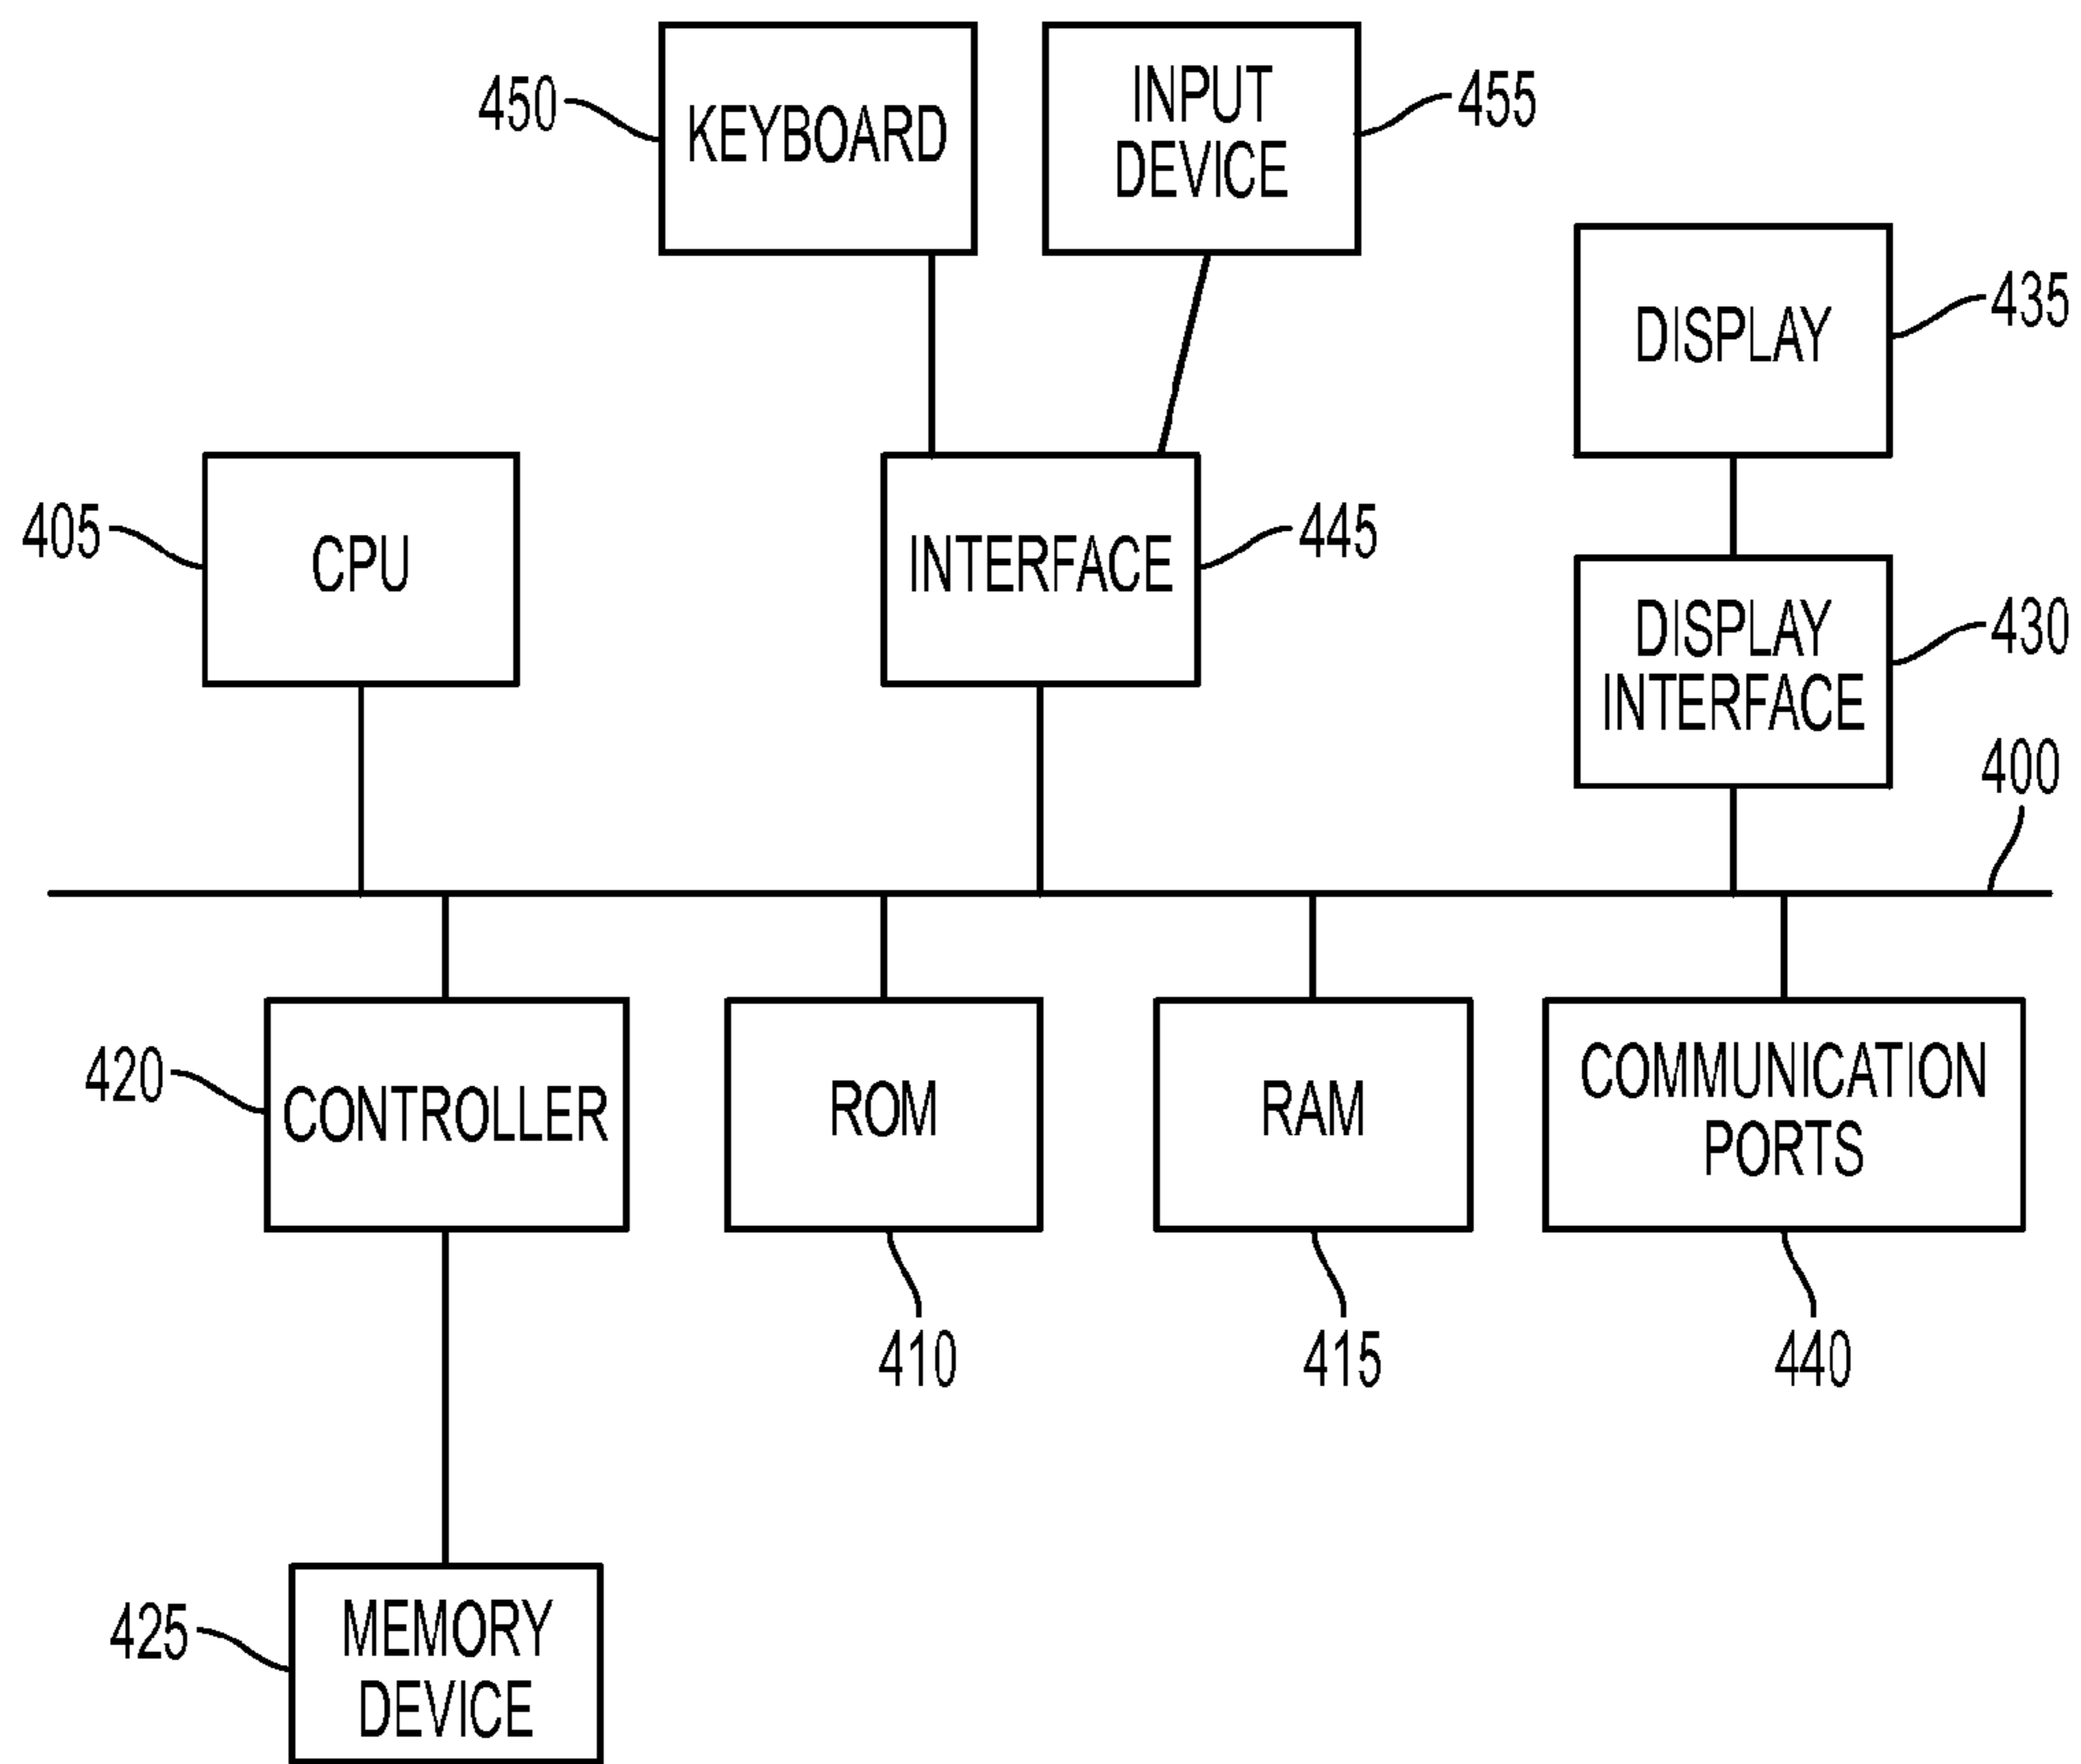 450
KEYBOARD
INPUT
DEVICE
455
DISPLAY
435
405
CPU
INTERFACE
445
DISPLAY
INTERFACE
430
400
420
CONTROLLER
ROM
RAM
COMMUNICATION
PORTS
410
415
440
425
MEMORY
DEVICE